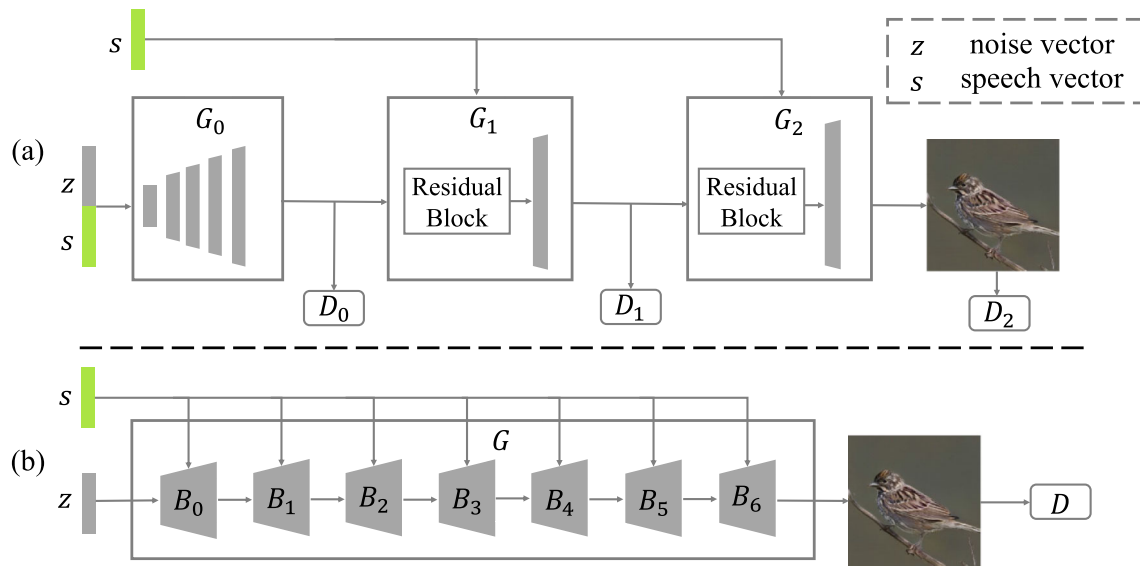 s
z noise vector
s speech vector
(a)
G₀
G₁
G₂
z
s
Residual
Block
Residual
Block
D₀
D₁
D₂
s
(b)
G
z
B₀
B₁
B₂
B₃
B₄
B₅
B₆
D